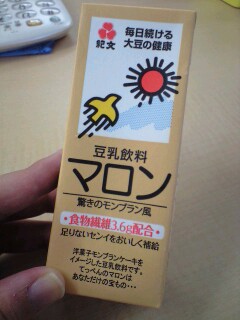 毎日続ける
大豆の健康
紀文
豆乳飲料
マロン
驚きのモンブラン風
・食物繊維3.6g配合・
足りないセンイをおいしく補給
洋菓子モンブランケーキを
イメージした豆乳飲料です。
てっぺんのマロンは
あなただけの宝もの・・・